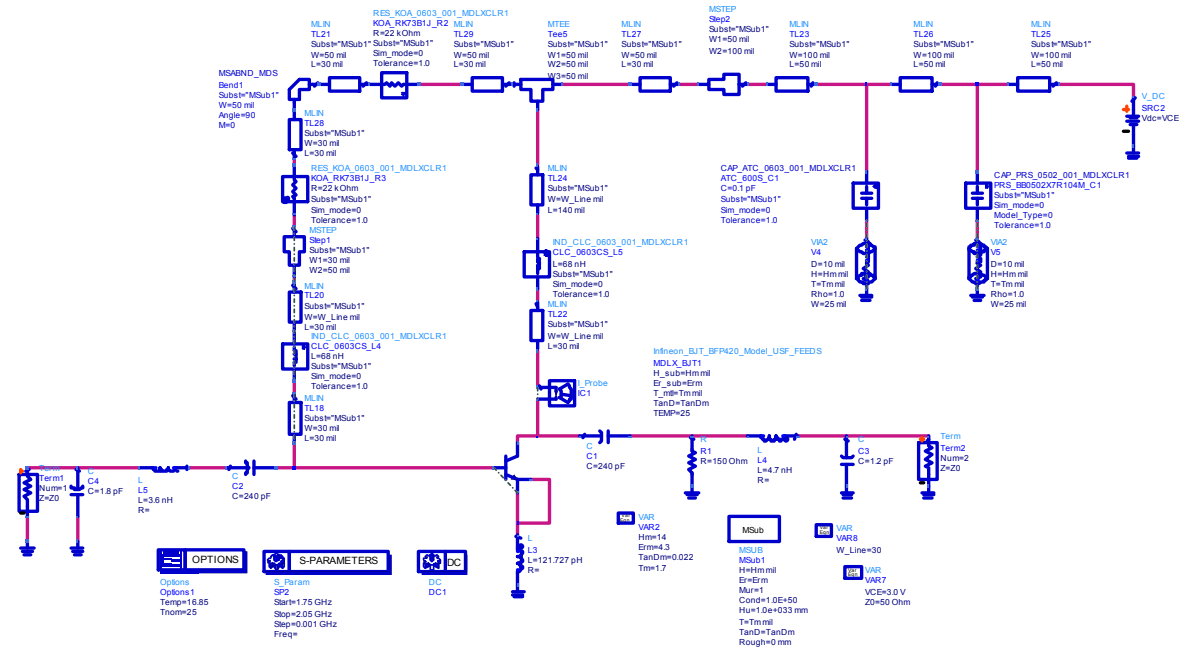 MLIN
TL21
Subst="MSub1"
W=50 mil
L=30 mil
RES_KOA_0603_001_MDLXCLR1
KOA_RK73B1J_R2
R=22 kOhm
Subst="MSub1"
Sim_mode=0
Tolerance=1.0
MLIN
TL29
Subst="MSub1"
W=50 mil
L=30 mil
MTEE
Tee5
Subst="MSub1"
W1=50 mil
W2=50 mil
W3=50 mil
MLIN
TL27
Subst="MSub1"
W=50 mil
L=30 mil
MSTEP
Step2
Subst="MSub1"
W1=50 mil
W2=100 mil
MLIN
TL23
Subst="MSub1"
W=100 mil
L=50 mil
MLIN
TL26
Subst="MSub1"
W=100 mil
L=50 mil
MLIN
TL25
Subst="MSub1"
W=100 mil
L=50 mil
MSABND_MDS
Bend1
Subst="MSub1"
W=50 mil
Angle=90
M=0
V_DC
SRC2
Vdc=VCE
MLIN
TL28
Subst="MSub1"
W=30 mil
L=30 mil
RES_KOA_0603_001_MDLXCLR1
KOA_RK73B1J_R3
R=22 kOhm
Subst="MSub1"
Sim_mode=0
Tolerance=1.0
MLIN
TL24
Subst="MSub1"
W=W_Line mil
L=140 mil
CAP_ATC_0603_001_MDLXCLR1
ATC_600S_C1
C=0.1 pF
Subst="MSub1"
Sim_mode=0
Tolerance=1.0
CAP_PRS_0502_001_MDLXCLR1
PRS_BB0502X7R104M_C1
Subst="MSub1"
Sim_mode=0
Model_Type=0
Tolerance=1.0
MSTEP
Step1
Subst="MSub1"
W1=30 mil
W2=50 mil
IND_CLC_0603_001_MDLXCLR1
CLC_0603CS_L5
L=68 nH
Subst="MSub1"
Sim_mode=0
Tolerance=1.0
VIA2
V4
D=10 mil
H=Hm mil
T=Tm mil
Rho=1.0
W=25 mil
VIA2
V5
D=10 mil
H=Hm mil
T=Tm mil
Rho=1.0
W=25 mil
MLIN
TL20
Subst="MSub1"
W=W_Line mil
L=30 mil
MLIN
TL22
Subst="MSub1"
W=W_Line mil
L=30 mil
IND_CLC_0603_001_MDLXCLR1
CLC_0603CS_L4
L=68 nH
Subst="MSub1"
Sim_mode=0
Tolerance=1.0
Infineon_BJT_BFP420_Model_USF_FEEDS
MDLX_BJT1
H_sub=Hm mil
Er_sub=Erm
T_mtl=Tm mil
TanD=TanDm
TEMP=25
I_Probe
IC1
MLIN
TL18
Subst="MSub1"
W=30 mil
L=30 mil
Term
Term1
Num=1
Z=Z0
C
C4
C=1.8 pF
L
L5
L=3.6 nH
R=
C
C2
C=240 pF
C
C1
C=240 pF
R
R1
R=150 Ohm
L
L4
L=4.7 nH
R=
C
C3
C=1.2 pF
Term
Term2
Num=2
Z=Z0
L
L3
L=121.727 pH
R=
OPTIONS
Options
Options1
Temp=16.85
Tnom=25
S-PARAMETERS
S_Param
SP2
Start=1.75 GHz
Stop=2.05 GHz
Step=0.001 GHz
Freq=
DC
DC
DC1
VAR
VAR2
Hm=14
Erm=4.3
TanDm=0.022
Tm=1.7
MSub
MSUB
MSub1
H=Hm mil
Er=Erm
Mur=1
Cond=1.0E+50
Hu=1.0e+033 mm
T=Tm mil
TanD=TanDm
Rough=0 mm
VAR
VAR8
W_Line=30
VAR
VAR7
VCE=3.0 V
Z0=50 Ohm